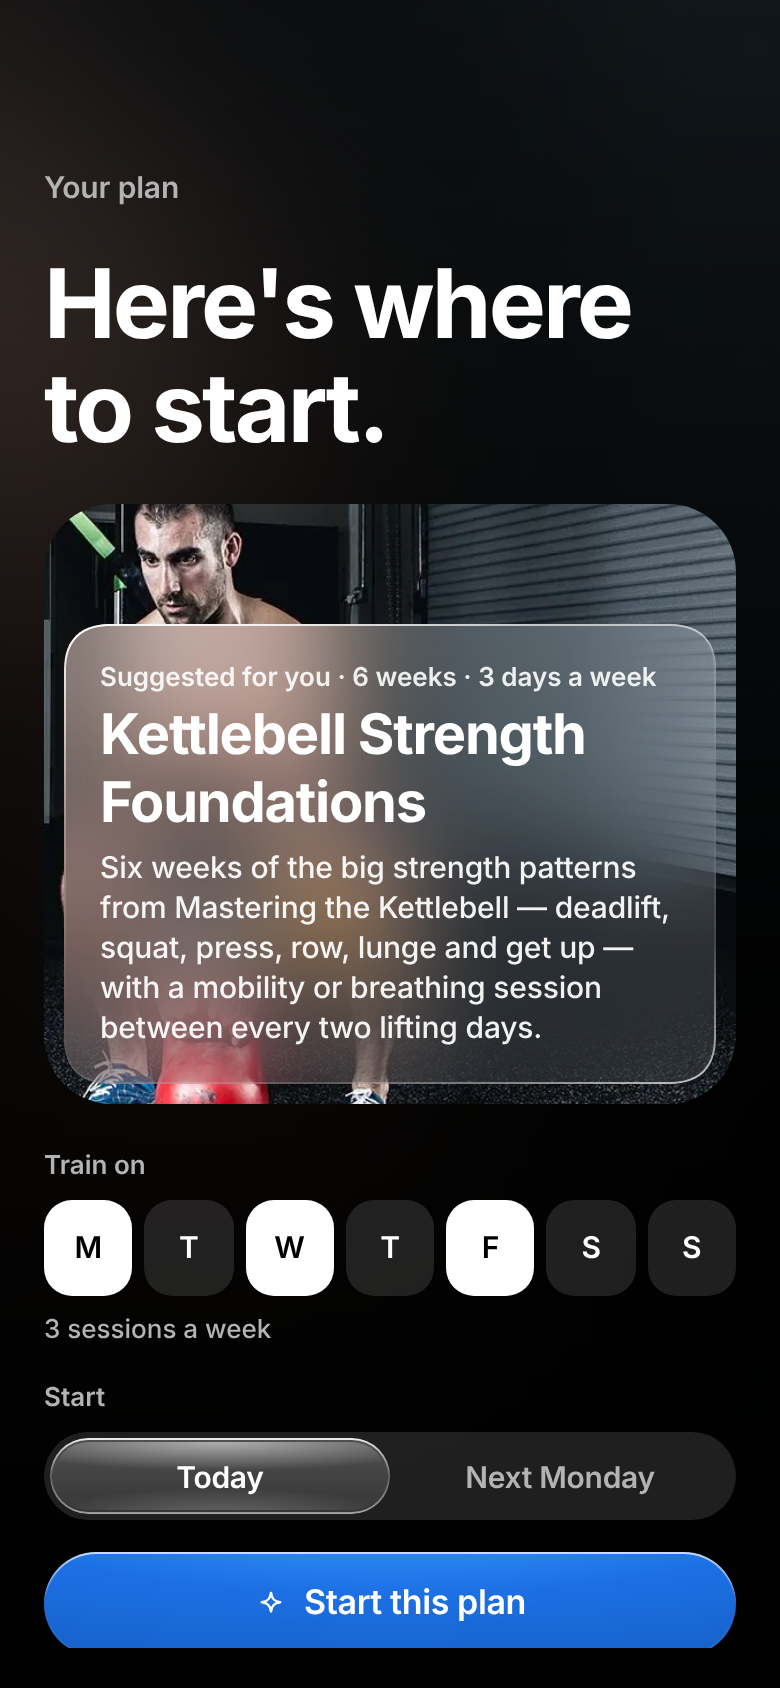 Your plan
Here's where
to start.
Suggested for you · 6 weeks · 3 days a week
Kettlebell Strength
Foundations
Six weeks of the big strength patterns
from Mastering the Kettlebell — deadlift,
squat, press, row, lunge and get up —
with a mobility or breathing session
between every two lifting days.
Train on
M T W T F S S
3 sessions a week
Start
Today Next Monday
Start this plan